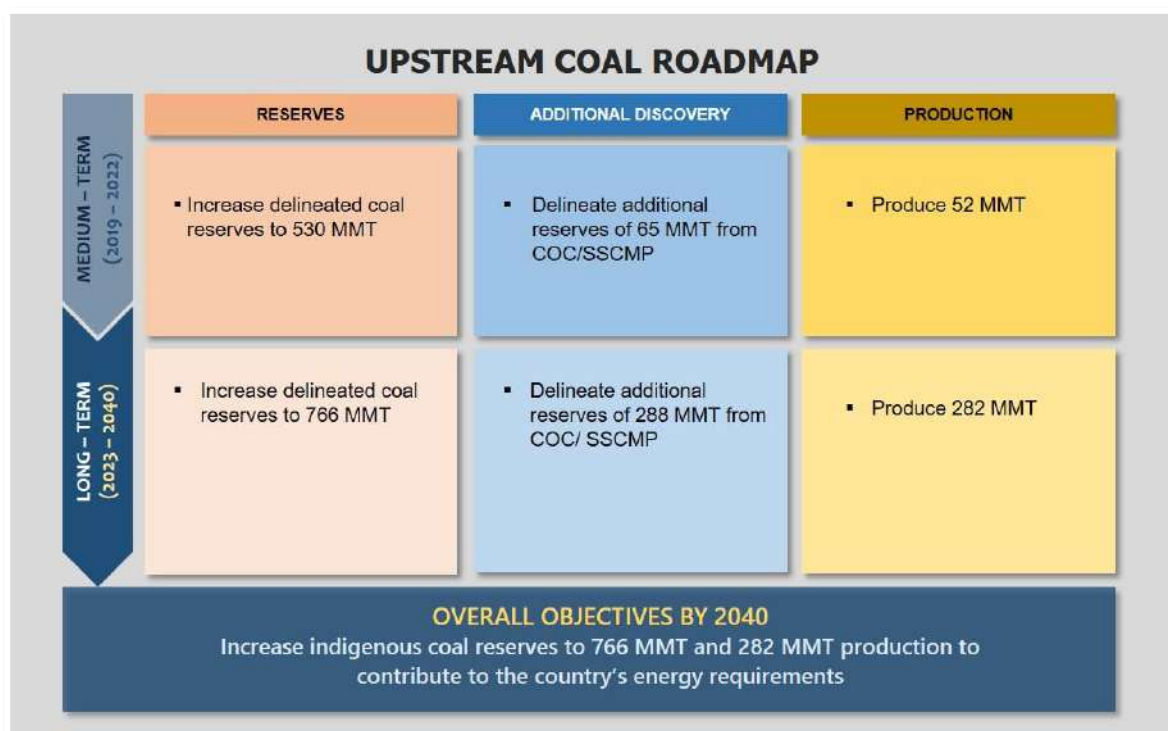 UPSTREAM COAL ROADMAP
RESERVES
ADDITIONAL DISCOVERY
PRODUCTION
MEDIUM – TERM
(2019 – 2022)
▪ Increase delineated coal
reserves to 530 MMT
▪ Delineate additional
reserves of 65 MMT from
COC/SSCMP
▪ Produce 52 MMT
LONG – TERM
(2023 – 2040)
▪ Increase delineated coal
reserves to 766 MMT
▪ Delineate additional
reserves of 288 MMT from
COC/ SSCMP
▪ Produce 282 MMT
OVERALL OBJECTIVES BY 2040
Increase indigenous coal reserves to 766 MMT and 282 MMT production to
contribute to the country’s energy requirements